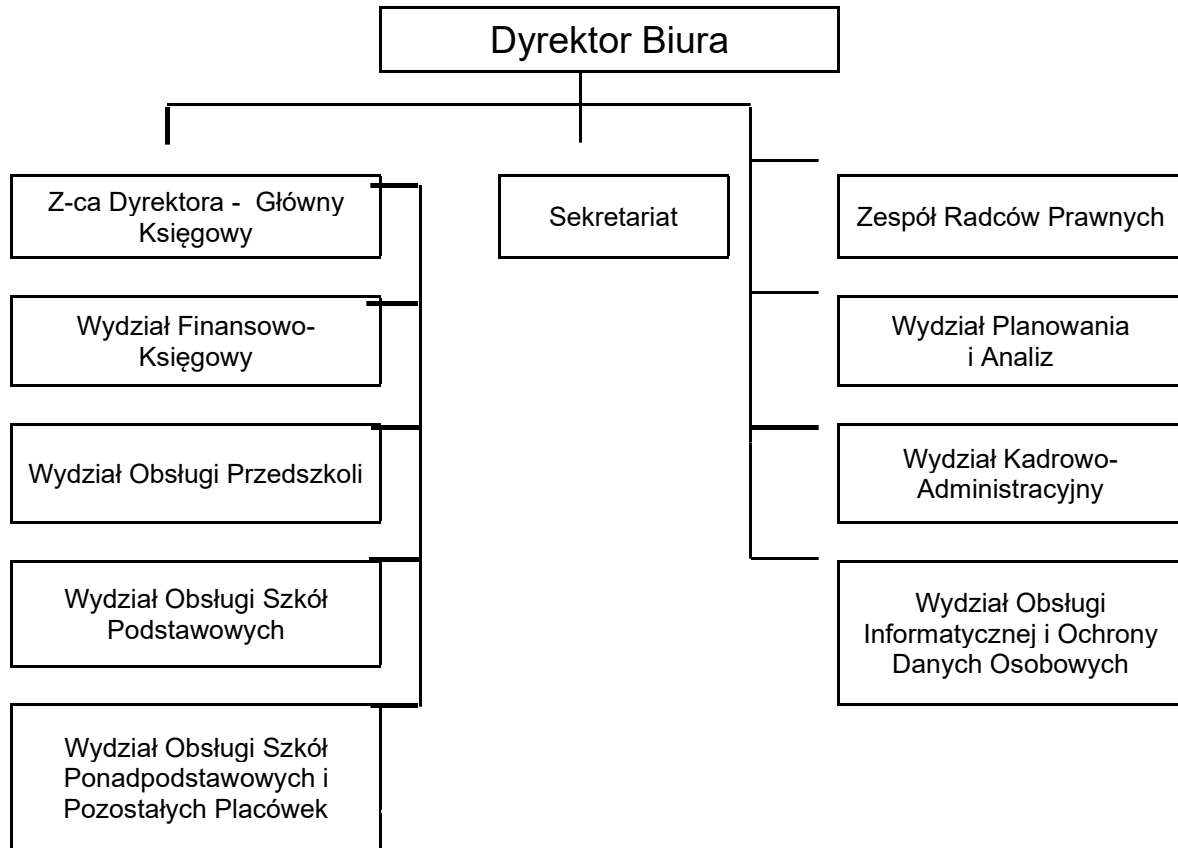 Dyrektor Biura
Z-ca Dyrektora - Główny
Księgowy
Sekretariat
Zespół Radców Prawnych
Wydział Finansowo-
Księgowy
Wydział Planowania
i Analiz
Wydział Obsługi Przedszkoli
Wydział Kadrowo-
Administracyjny
Wydział Obsługi Szkół
Podstawowych
Wydział Obsługi
Informatycznej i Ochrony
Danych Osobowych
Wydział Obsługi Szkół
Ponadpodstawowych i
Pozostałych Placówek